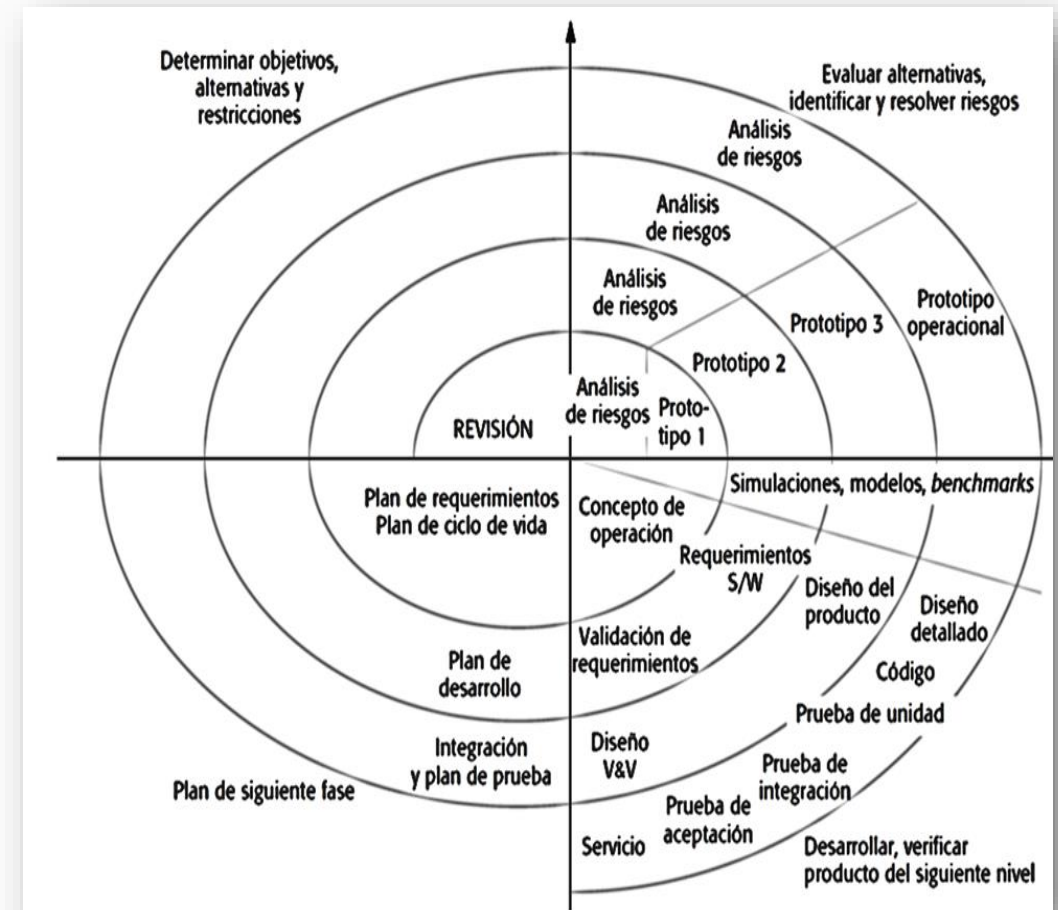 Determinar objetivos,
alternativas y
restricciones
Evaluar alternativas,
identificar y resolver riesgos
Análisis
de riesgos
Análisis
de riesgos
Análisis
de riesgos
Análisis
de riesgos
Prototipo
operacional
Prototipo 3
Prototipo 2
Proto-
tipo 1
REVISIÓN
Simulaciones, modelos, benchmarks
Plan de requerimientos
Plan de ciclo de vida
Concepto de
operación
Requerimientos
S/W
Diseño del
producto
Diseño
detallado
Validación de
requerimientos
Plan de
desarrollo
Código
Prueba de unidad
Integración
y plan de prueba
Diseño
V&V
Prueba de
integración
Plan de siguiente fase
Prueba de
aceptación
Servicio
Desarrollar, verificar
producto del siguiente nivel